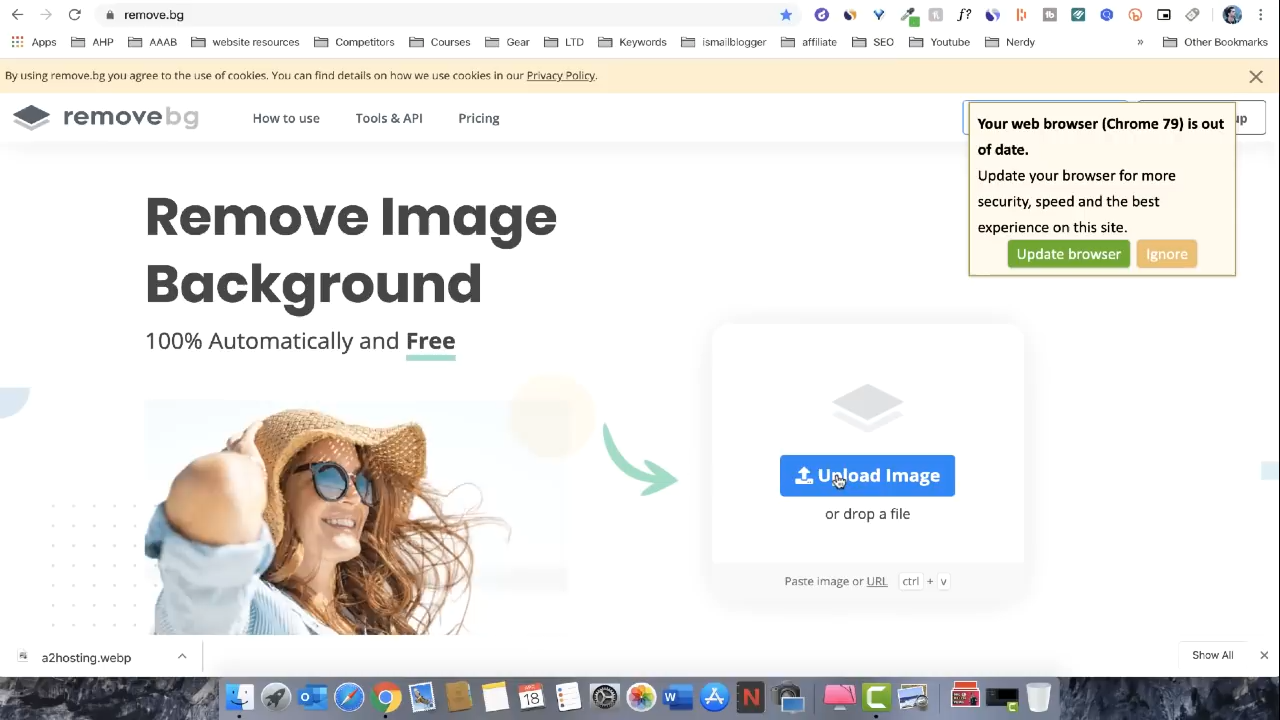 remove.bg
Apps AHP AAAB website resources Competitors Courses Gear LTD Keywords ismailblogger affiliate SEO Youtube Nerdy » Other Bookmarks
By using remove.bg you agree to the use of cookies. You can find details on how we use cookies in our Privacy Policy.
removebg How to use Tools & API Pricing up
Your web browser (Chrome 79) is out
of date.
Update your browser for more
security, speed and the best
experience on this site.
Update browser Ignore
Remove Image
Background
100% Automatically and Free
Upload Image
or drop a file
Paste image or URL ctrl + v
a2hosting.webp
Show All
18